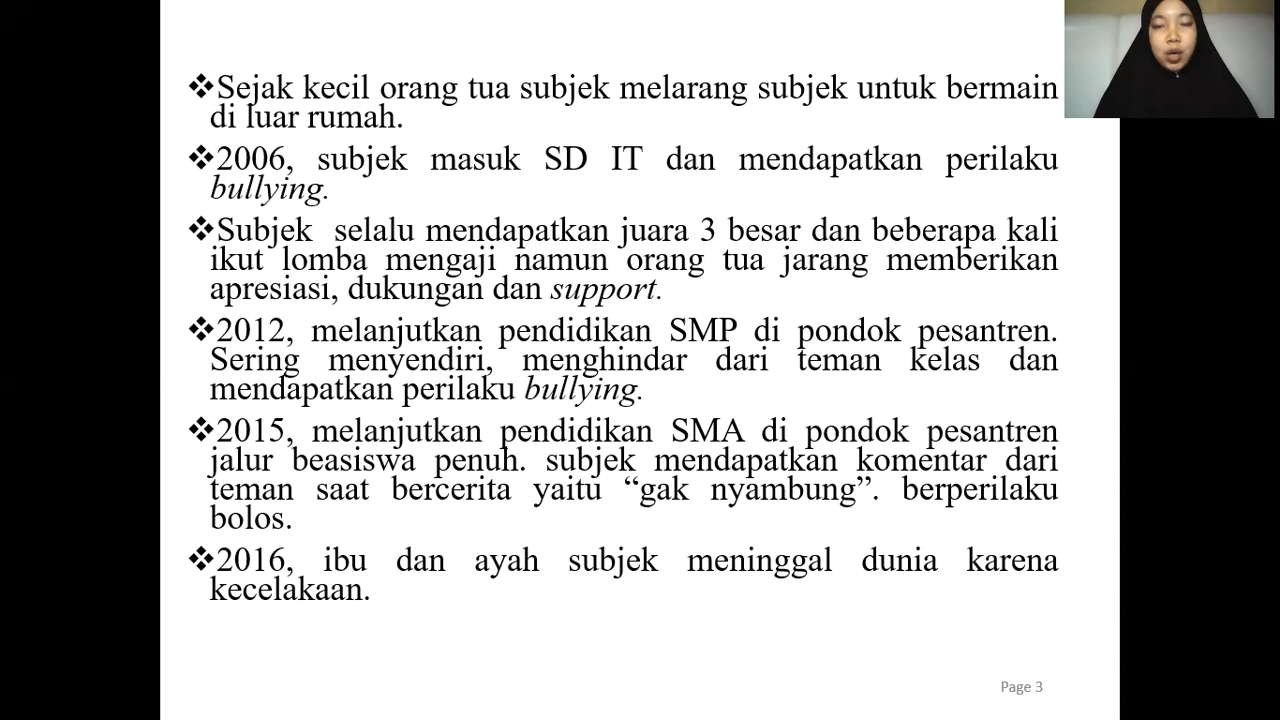 ❖Sejak kecil orang tua subjek melarang subjek untuk bermain
di luar rumah.
❖2006, subjek masuk SD IT dan mendapatkan perilaku
bullying.
❖Subjek selalu mendapatkan juara 3 besar dan beberapa kali
ikut lomba mengaji namun orang tua jarang memberikan
apresiasi, dukungan dan support.
❖2012, melanjutkan pendidikan SMP di pondok pesantren.
Sering menyendiri, menghindar dari teman kelas dan
mendapatkan perilaku bullying.
❖2015, melanjutkan pendidikan SMA di pondok pesantren
jalur beasiswa penuh. subjek mendapatkan komentar dari
teman saat bercerita yaitu “gak nyambung”. berperilaku
bolos.
❖2016, ibu dan ayah subjek meninggal dunia karena
kecelakaan.
Page 3